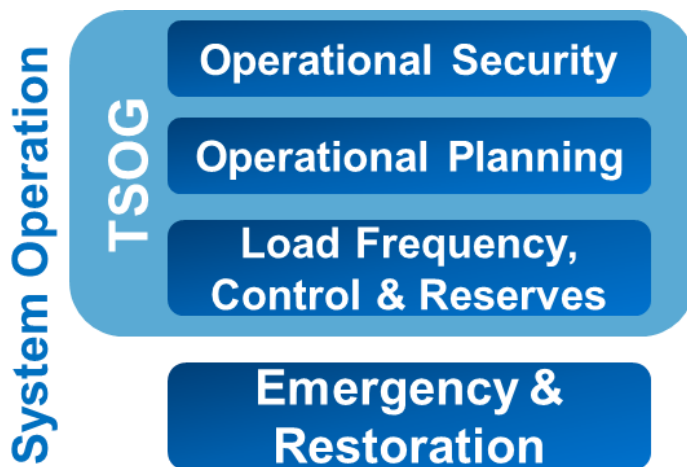 System Operation
TSOG
Operational Security
Operational Planning
Load Frequency,
Control & Reserves
Emergency &
Restoration